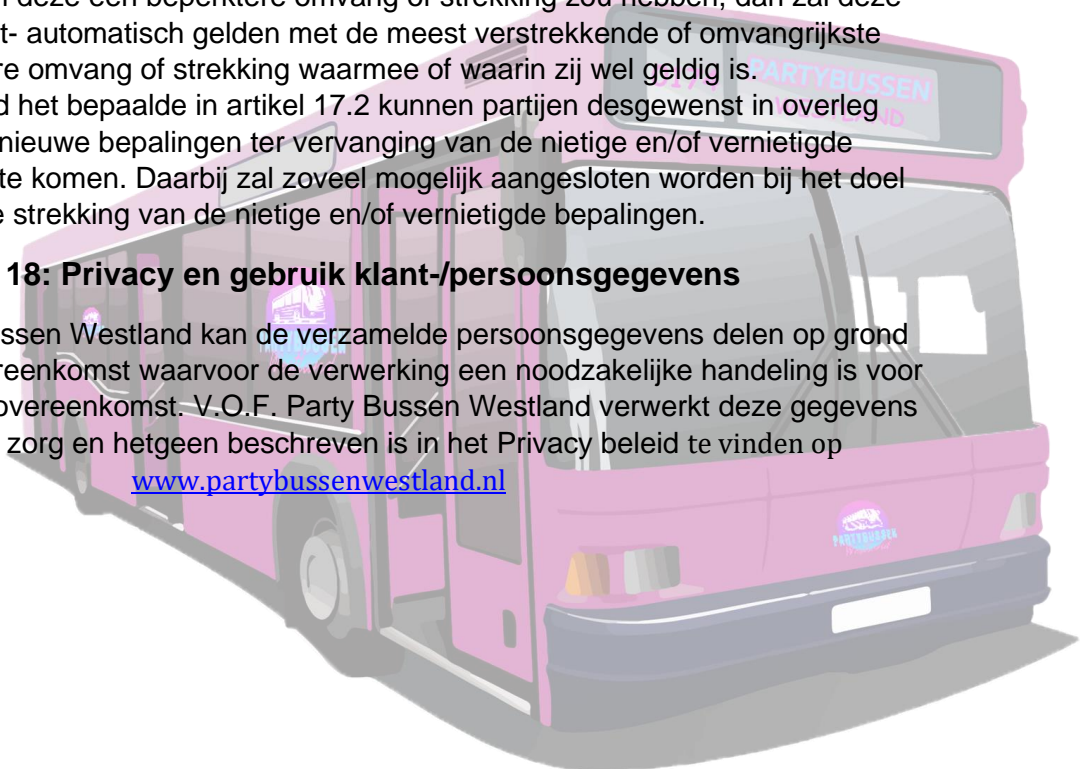 deze een beperktere omvang of strekking zou hebben, dan zal deze
t- automatisch gelden met de meest verstrekkende of omvangrijkste
re omvang of strekking waarmee of waarin zij wel geldig is.
d het bepaalde in artikel 17.2 kunnen partijen desgewenst in overleg
nieuwe bepalingen ter vervanging van de nietige en/of vernietigde
te komen. Daarbij zal zoveel mogelijk aangesloten worden bij het doel
e strekking van de nietige en/of vernietigde bepalingen.
18: Privacy en gebruik klant-/persoonsgegevens
ssen Westland kan de verzamelde persoonsgegevens delen op grond
reenkomst waarvoor de verwerking een noodzakelijke handeling is voor
overeenkomst. V.O.F. Party Bussen Westland verwerkt deze gegevens
zorg en hetgeen beschreven is in het Privacy beleid te vinden op
www.partybussenwestland.nl
PARTYBUSSEN
WESTLAND
PARTYBUSSEN
PARTYBUSSEN